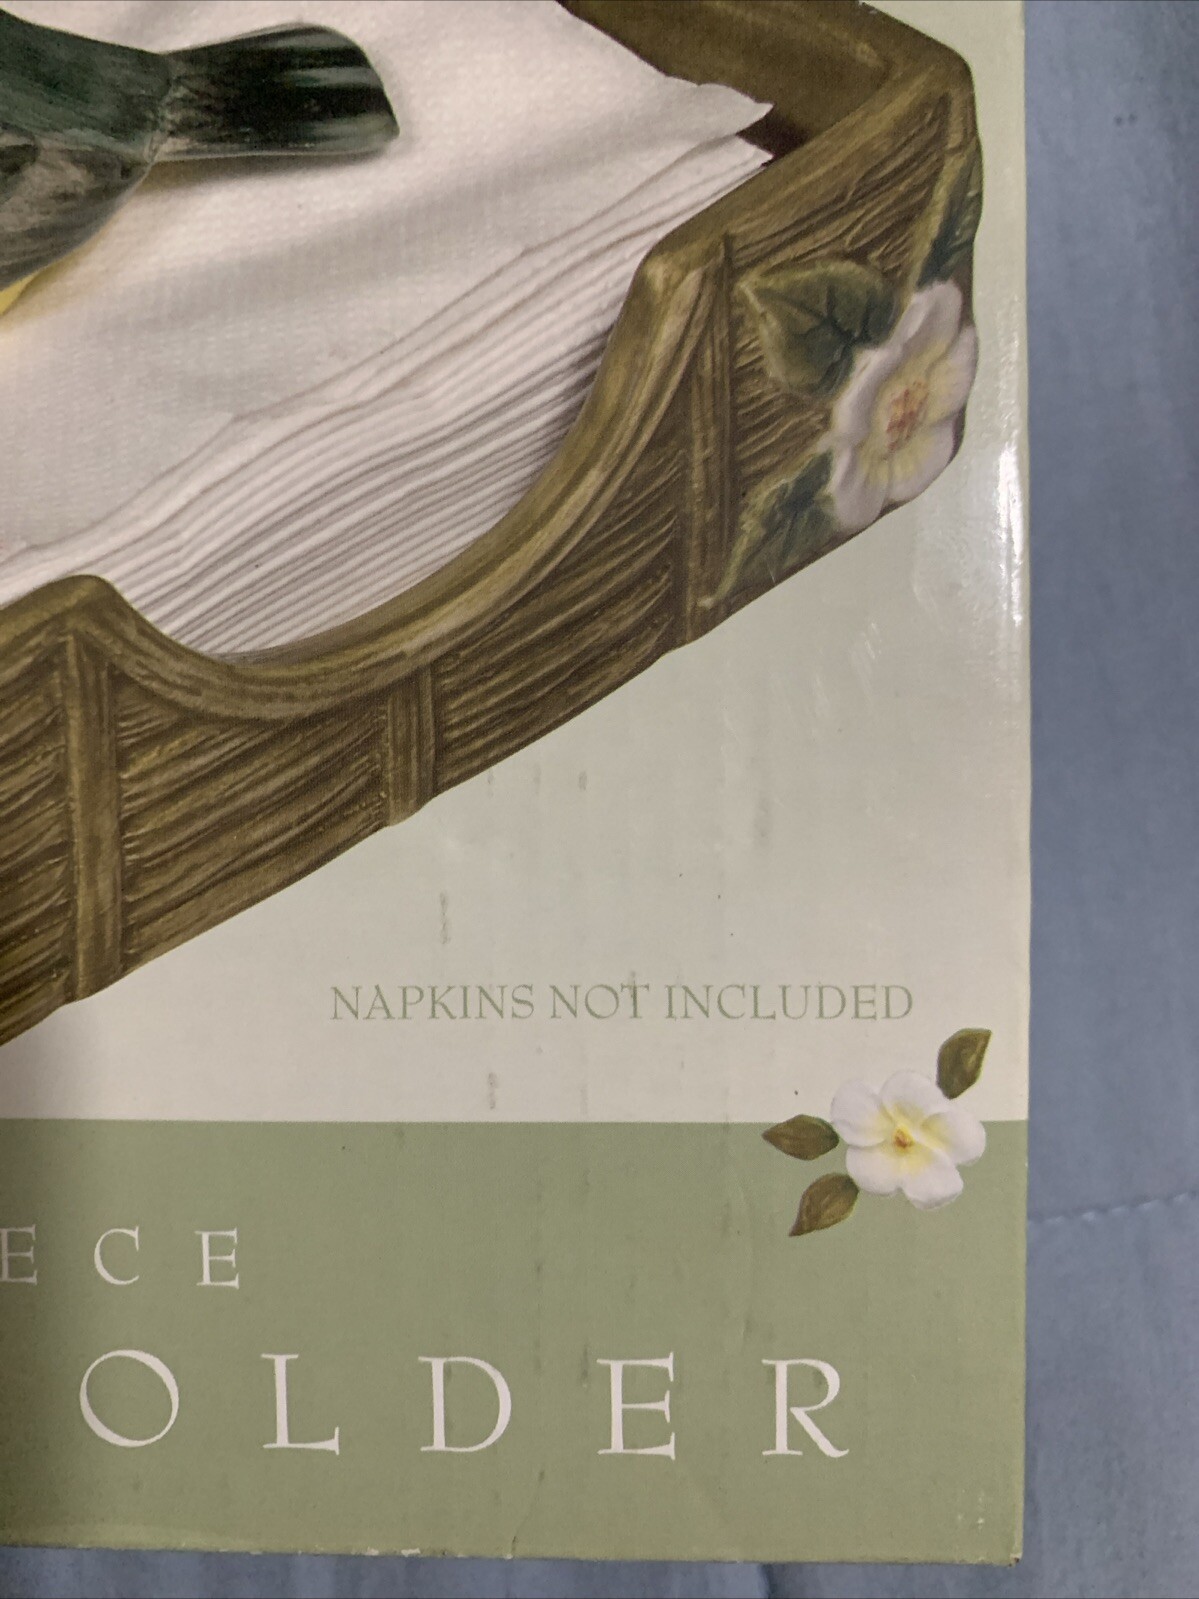 NAPKINS NOT INCLUDED
ECE
OLDER